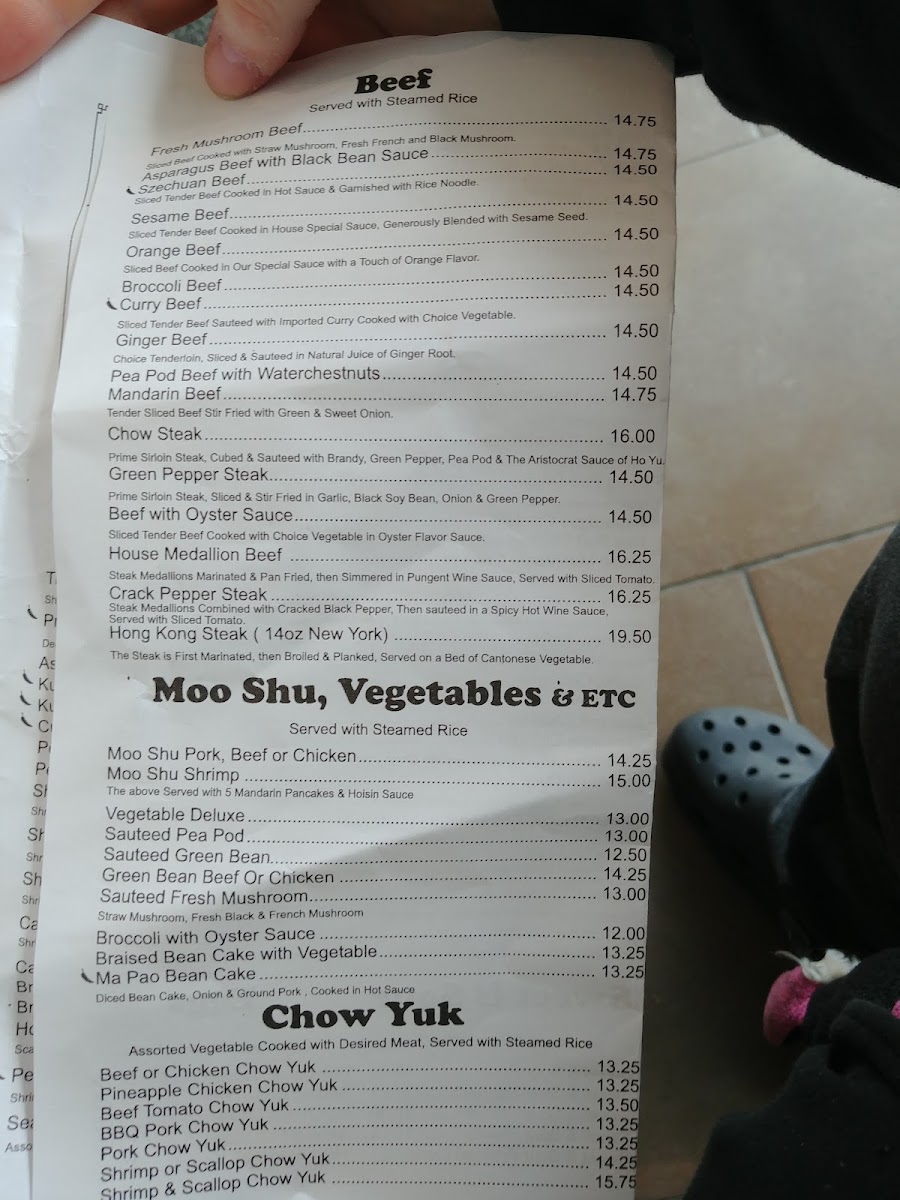 Beef
Served with Steamed Rice
Fresh Mushroom Beef 14.75
Sliced Beef Cooked with Straw Mushroom, Fresh French and Black Mushroom.
Asparagus Beef with Black Bean Sauce 14.75
Szechuan Beef 14.50
Sliced Tender Beef Cooked in Hot Sauce & Garnished with Rice Noodle.
Sesame Beef 14.50
Sliced Tender Beef Cooked in House Special Sauce, Generously Blended with Sesame Seed.
Orange Beef 14.50
Sliced Beef Cooked in Our Special Sauce with a Touch of Orange Flavor.
Broccoli Beef 14.50
Curry Beef 14.50
Sliced Tender Beef Sauteed with Imported Curry Cooked with Choice Vegetable.
Ginger Beef 14.50
Choice Tenderloin, Sliced & Sauteed in Natural Juice of Ginger Root.
Pea Pod Beef with Waterchestnuts 14.50
Mandarin Beef 14.75
Tender Sliced Beef Stir Fried with Green & Sweet Onion.
Chow Steak 16.00
Prime Sirloin Steak, Cubed & Sauteed with Brandy, Green Pepper, Pea Pod & The Aristocrat Sauce of Ho Yu.
Green Pepper Steak 14.50
Prime Sirloin Steak, Sliced & Stir Fried in Garlic, Black Soy Bean, Onion & Green Pepper.
Beef with Oyster Sauce 14.50
Sliced Tender Beef Cooked with Choice Vegetable in Oyster Flavor Sauce.
House Medallion Beef 16.25
Steak Medallions Marinated & Pan Fried, then Simmered in Pungent Wine Sauce, Served with Sliced Tomato.
Crack Pepper Steak 16.25
Steak Medallions Combined with Cracked Black Pepper, Then sauteed in a Spicy Hot Wine Sauce,
Served with Sliced Tomato.
Hong Kong Steak ( 14oz New York) 19.50
The Steak is First Marinated, then Broiled & Planked, Served on a Bed of Cantonese Vegetable.
Moo Shu, Vegetables & ETC
Served with Steamed Rice
Moo Shu Pork, Beef or Chicken 14.25
Moo Shu Shrimp 15.00
The above Served with 5 Mandarin Pancakes & Hoisin Sauce
Vegetable Deluxe 13.00
Sauteed Pea Pod 13.00
Sauteed Green Bean 12.50
Green Bean Beef Or Chicken 14.25
Sauteed Fresh Mushroom 13.00
Straw Mushroom, Fresh Black & French Mushroom
Broccoli with Oyster Sauce 12.00
Braised Bean Cake with Vegetable 13.25
Ma Pao Bean Cake 13.25
Diced Bean Cake, Onion & Ground Pork , Cooked in Hot Sauce
Chow Yuk
Assorted Vegetable Cooked with Desired Meat, Served with Steamed Rice
Beef or Chicken Chow Yuk 13.25
Pineapple Chicken Chow Yuk 13.25
Beef Tomato Chow Yuk 13.50
BBQ Pork Chow Yuk 13.25
Pork Chow Yuk 13.25
Shrimp or Scallop Chow Yuk 14.25
Shrimp & Scallop Chow Yuk 15.75